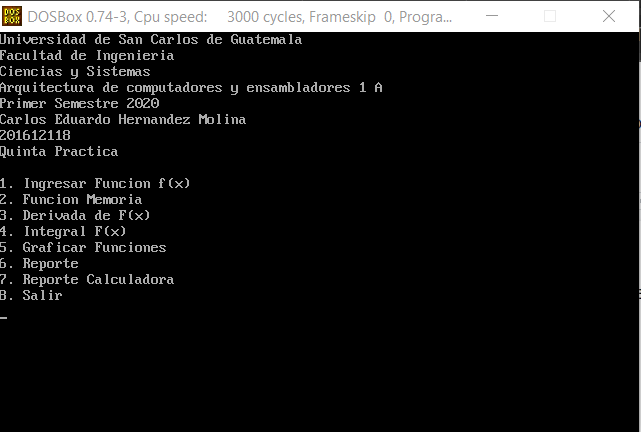 DOSBox 0.74-3, Cpu speed: 3000 cycles, Frameskip 0, Progra...
Universidad de San Carlos de Guatemala
Facultad de Ingenieria
Ciencias y Sistemas
Arquitectura de computadores y ensambladores 1 A
Primer Semestre 2020
Carlos Eduardo Hernandez Molina
201612118
Quinta Practica
1. Ingresar Funcion f(x)
2. Funcion Memoria
3. Derivada de F(x)
4. Integral F(x)
5. Graficar Funciones
6. Reporte
7. Reporte Calculadora
8. Salir
_